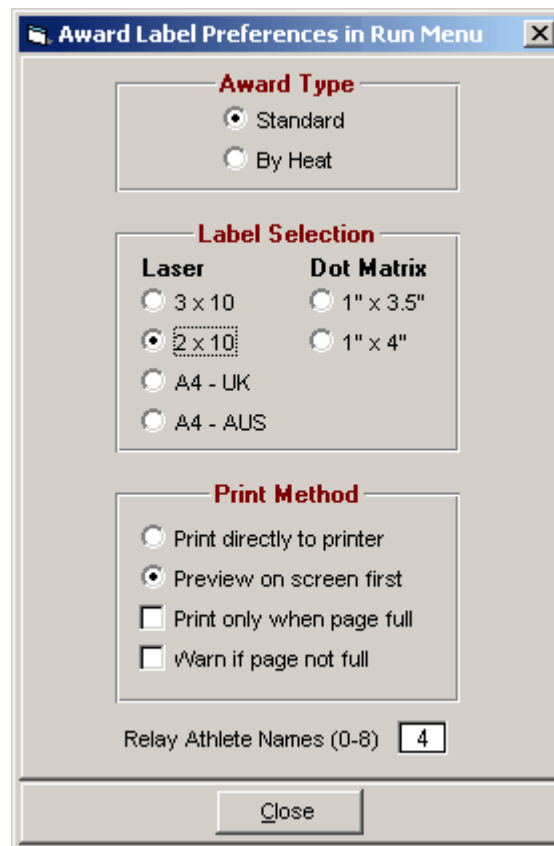 Award Label Preferences in Run Menu
Award Type
Standard
By Heat
Label Selection
Laser Dot Matrix
3 x 10 1" x 3.5"
2 x 10 1" x 4"
A4 - UK
A4 - AUS
Print Method
Print directly to printer
Preview on screen first
Print only when page full
Warn if page not full
Relay Athlete Names (0-8) 4
Close